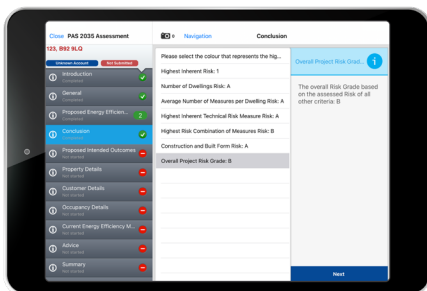 Close PAS 2035 Assessment
0
Navigation
Conclusion
123, B92 9LQ
Unknown Account
Not Submitted
Introduction
Completed
General
Completed
Proposed Energy Efficien...
Completed
2
Conclusion
Completed
Proposed Intended Outcomes
Not started
Property Details
Not started
Customer Details
Not started
Occupancy Details
Not started
Current Energy Efficiency M...
Not started
Advice
Not started
Summary
Not started
Please select the colour that represents the hig...
Highest Inherent Risk: 1
Number of Dwellings Risk: A
Average Number of Measures per Dwelling Risk: A
Highest Inherent Technical Risk Measure Risk: A
Highest Risk Combination of Measures Risk: B
Construction and Built Form Risk: A
Overall Project Risk Grade: B
Overall Project Risk Grad...
The overall Risk Grade based
on the assessed Risk of all
other criteria: B
Next